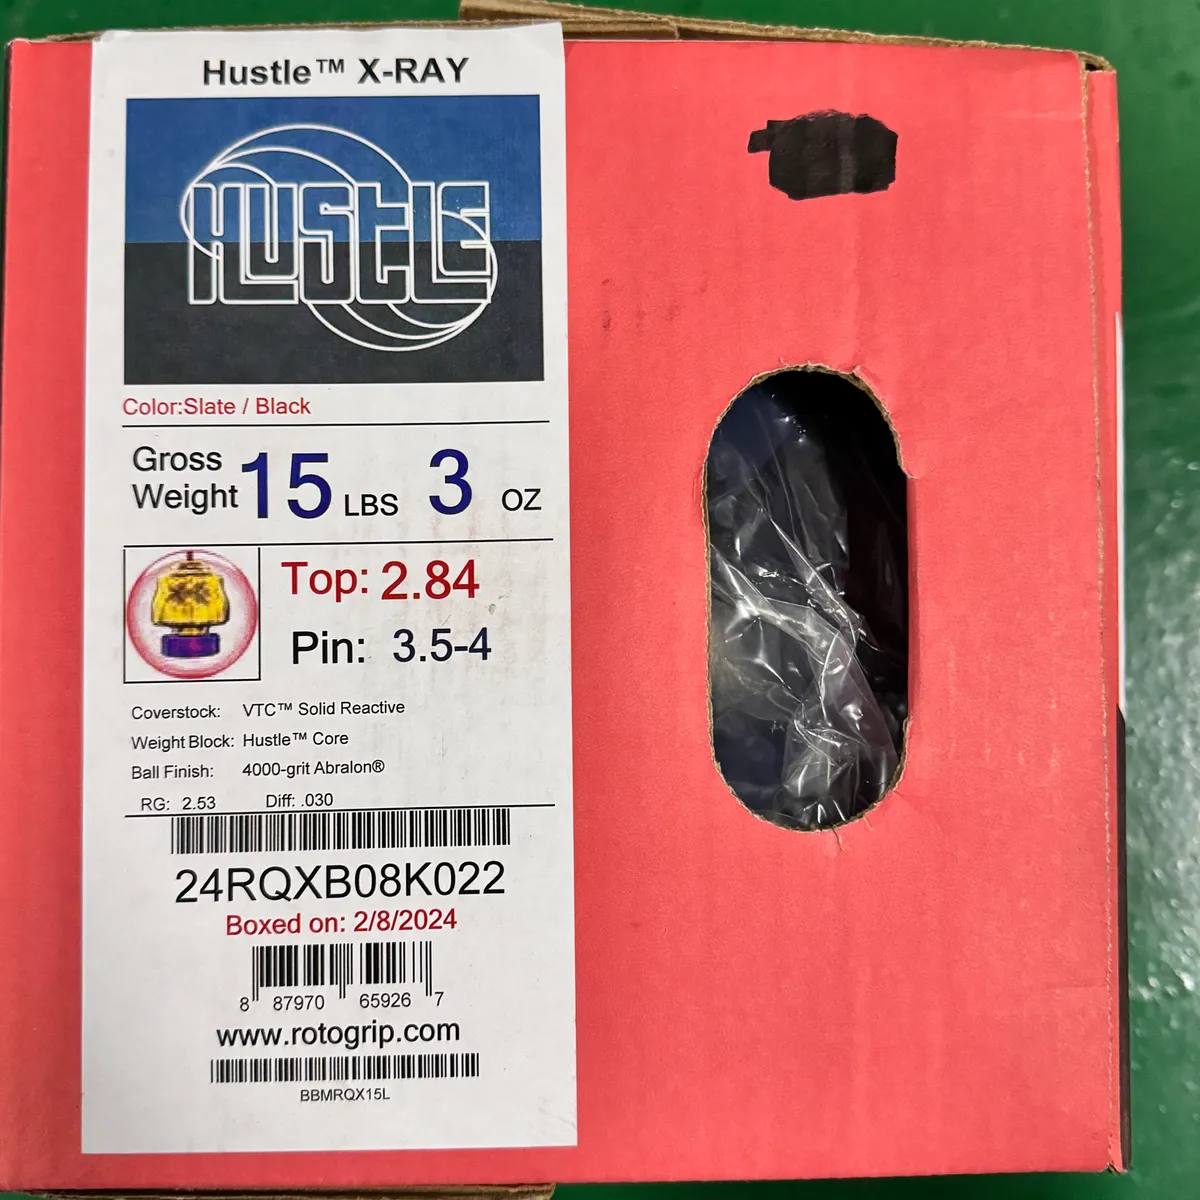 Hustle™ X-RAY
HUSTLE
Color:Slate / Black
Gross Weight 15 LBS 3 OZ
Top: 2.84
Pin: 3.5-4
Coverstock: VTC™ Solid Reactive
Weight Block: Hustle™ Core
Ball Finish: 4000-grit Abralon®
RG: 2.53 Diff: .030
24RQXB08K022
Boxed on: 2/8/2024
8 87970 65926 7
www.rotogrip.com
BBMRQX15L